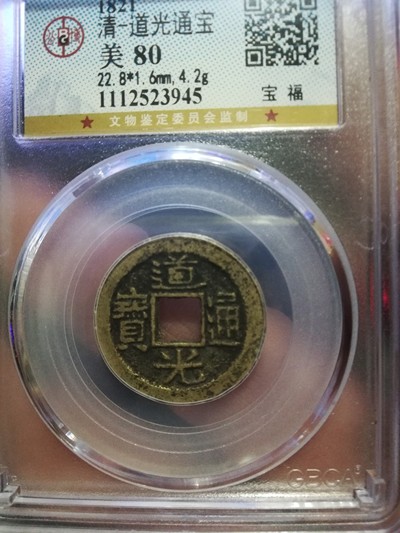 1821
清-道光通宝
美 80
22.8*1.6mm,4.2g
1112523945
宝 福
★ 文物鉴定委员会监制 ★
道
寶 通
光
GBCA